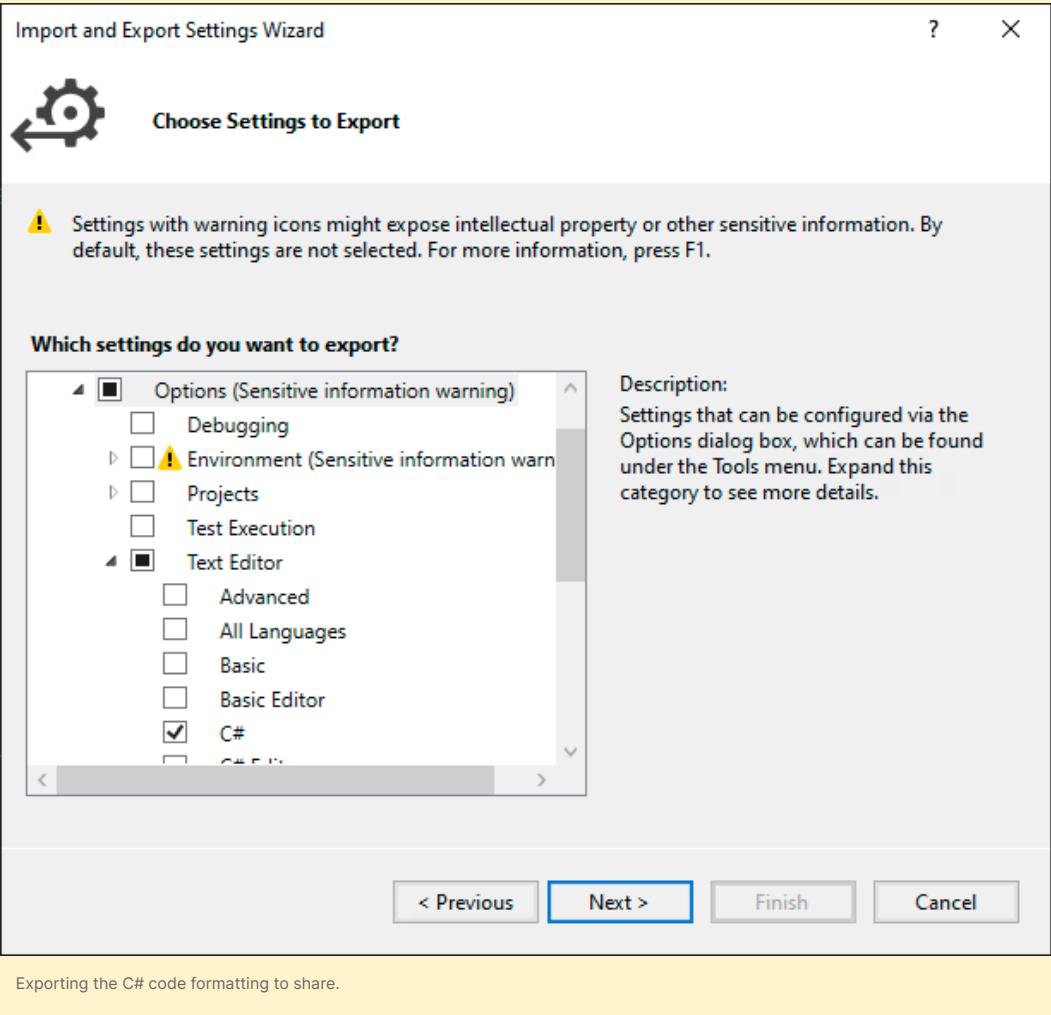 Import and Export Settings Wizard
?
Choose Settings to Export
Settings with warning icons might expose intellectual property or other sensitive information. By
default, these settings are not selected. For more information, press F1.
Which settings do you want to export?
Options (Sensitive information warning)
Debugging
Environment (Sensitive information warn
Projects
Test Execution
Text Editor
Advanced
All Languages
Basic
Basic Editor
C#
Description:
Settings that can be configured via the
Options dialog box, which can be found
under the Tools menu. Expand this
category to see more details.
< Previous
Next >
Finish
Cancel
Exporting the C# code formatting to share.